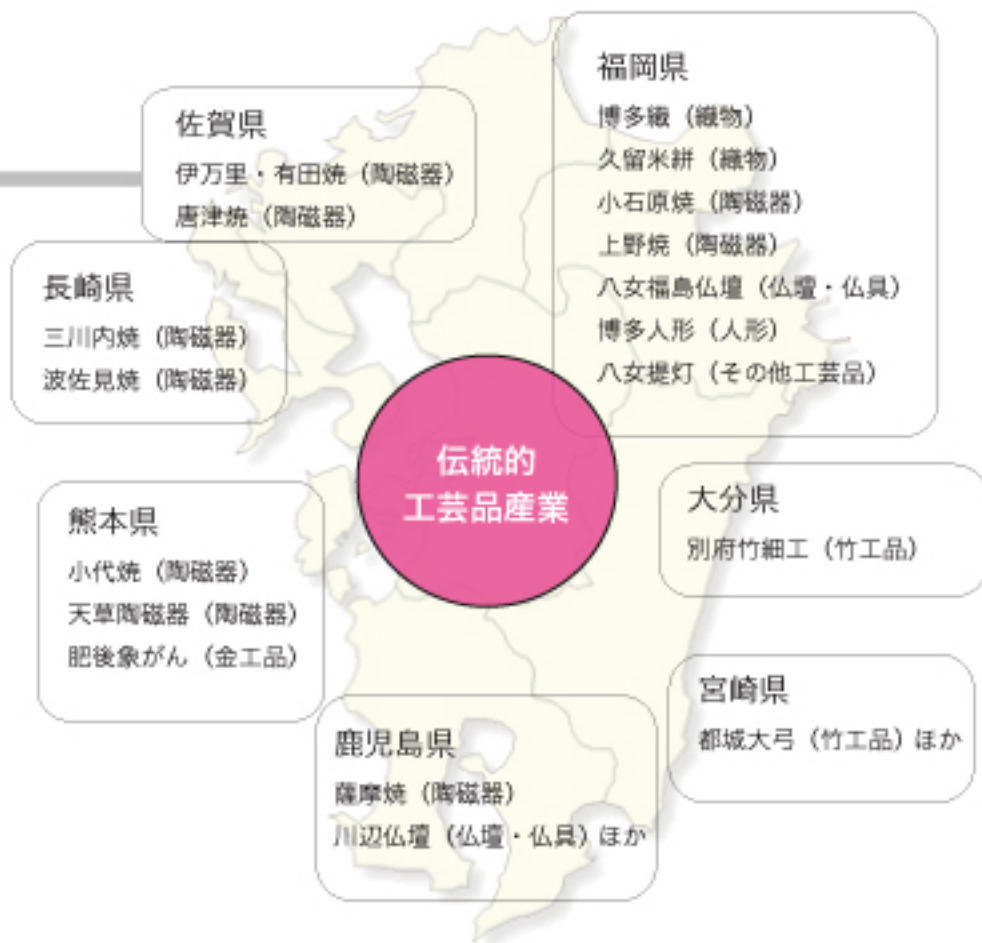 福岡県
博多織（織物）
久留米絣（織物）
小石原焼（陶磁器）
上野焼（陶磁器）
八女福島仏壇（仏壇・仏具）
博多人形（人形）
八女提灯（その他工芸品）
佐賀県
伊万里・有田焼（陶磁器）
唐津焼（陶磁器）
長崎県
三川内焼（陶磁器）
波佐見焼（陶磁器）
伝統的
工芸品産業
熊本県
小代焼（陶磁器）
天草陶磁器（陶磁器）
肥後象がん（金工品）
大分県
別府竹細工（竹工品）
宮崎県
都城大弓（竹工品）ほか
鹿児島県
薩摩焼（陶磁器）
川辺仏壇（仏壇・仏具）ほか